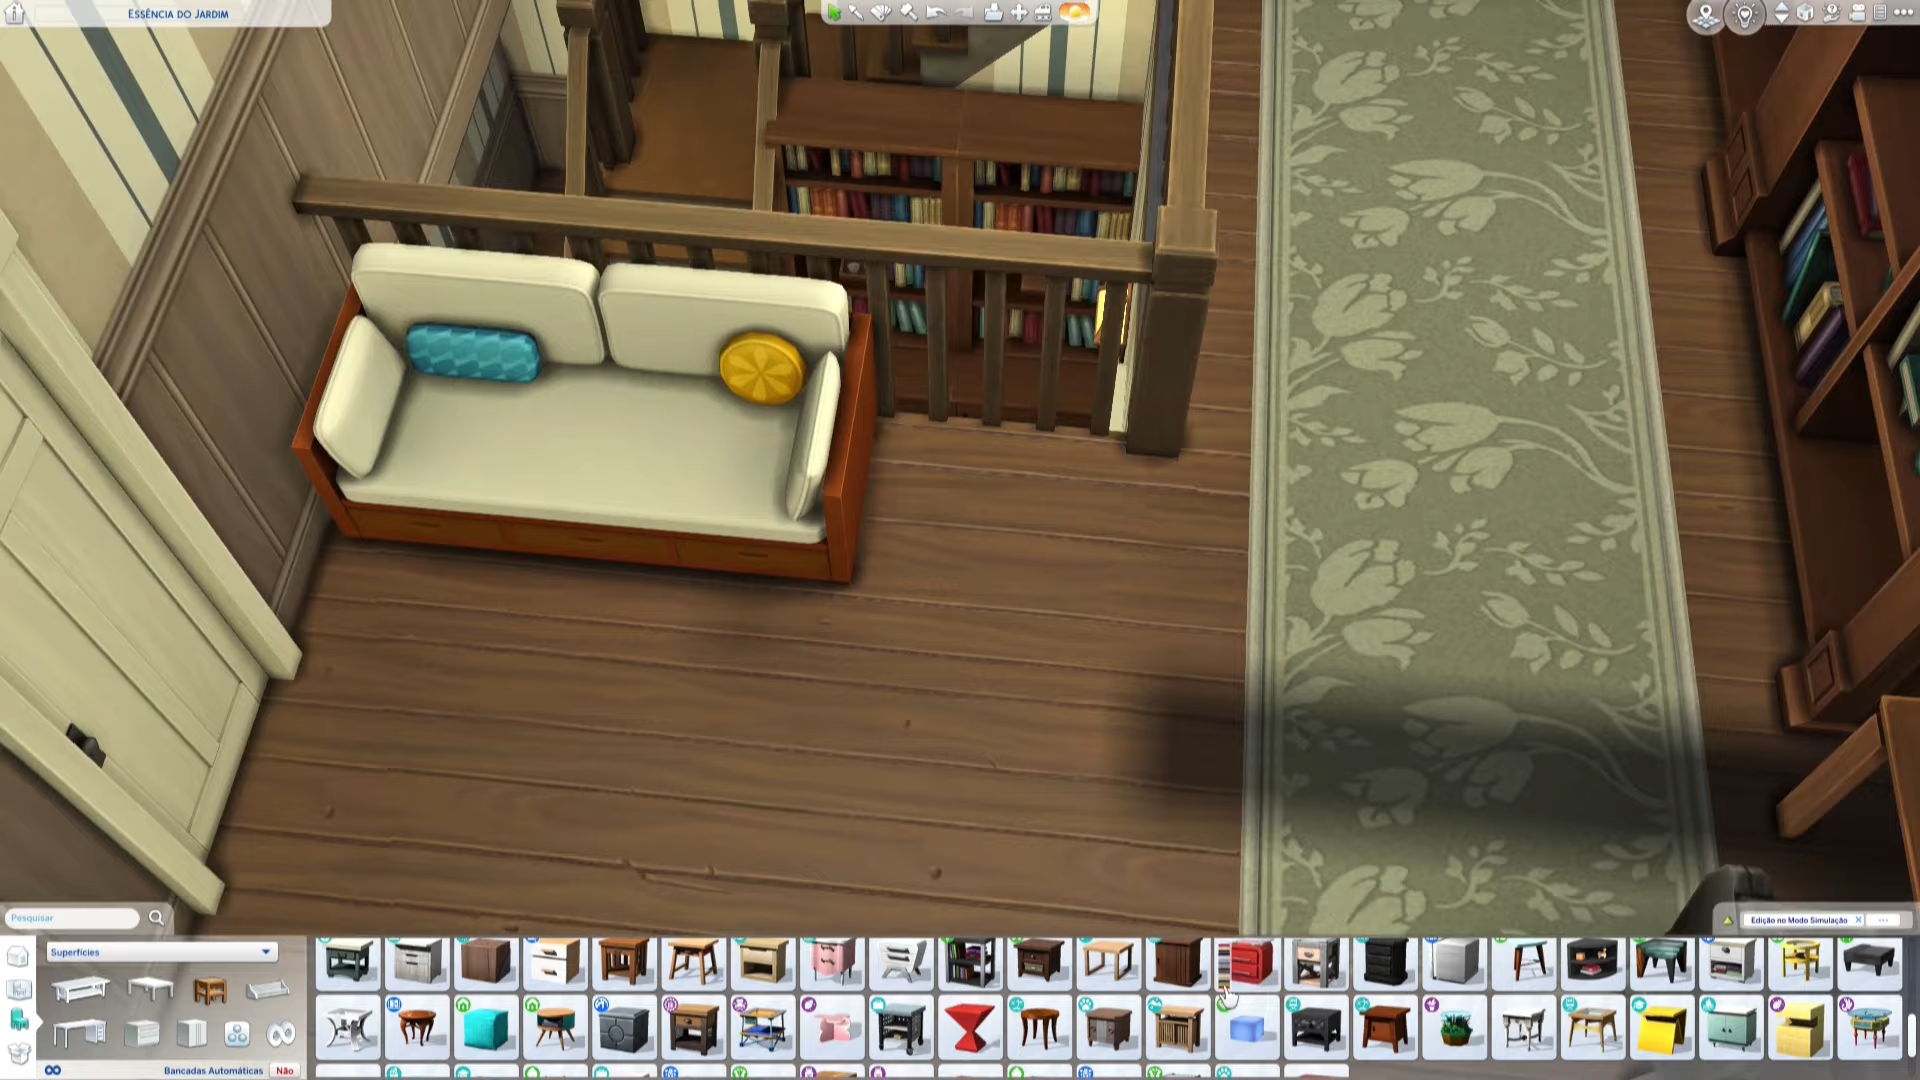 ESSÊNCIA DO JARDIM
Edição no Modo Simulação
Pesquisar
Superfícies
Bancadas Automáticas Não